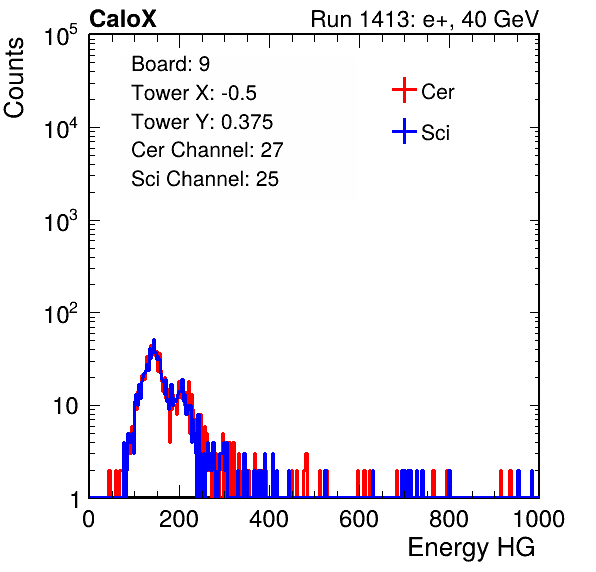 CaloX Run 1413: e+, 40 GeV
Counts
Board: 9
Tower X: -0.5
Tower Y: 0.375
Cer Channel: 27
Sci Channel: 25
Cer
Sci
10^5
10^4
10^3
10^2
10
1
0 200 400 600 800 1000
Energy HG